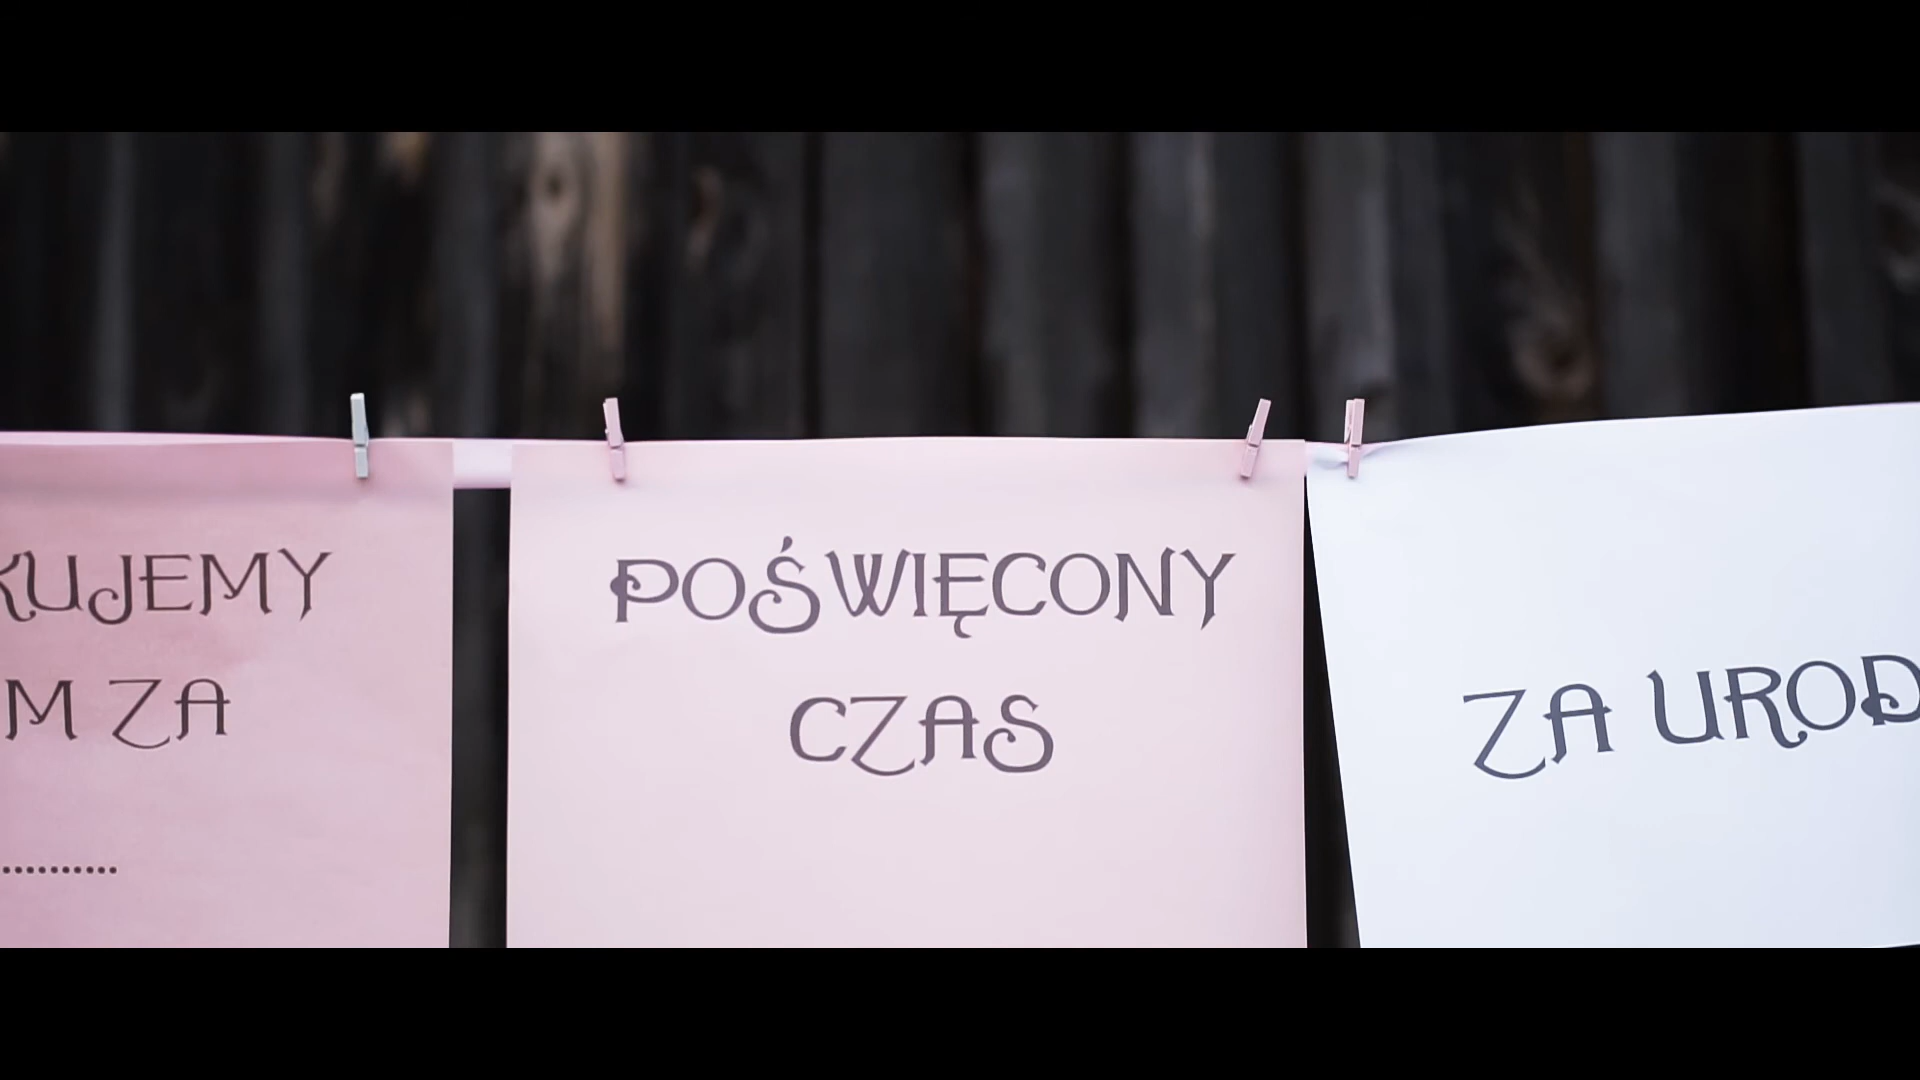 KUJEMY
M ZA
..........
POŚWIĘCONY
CZAS
ZA UROD